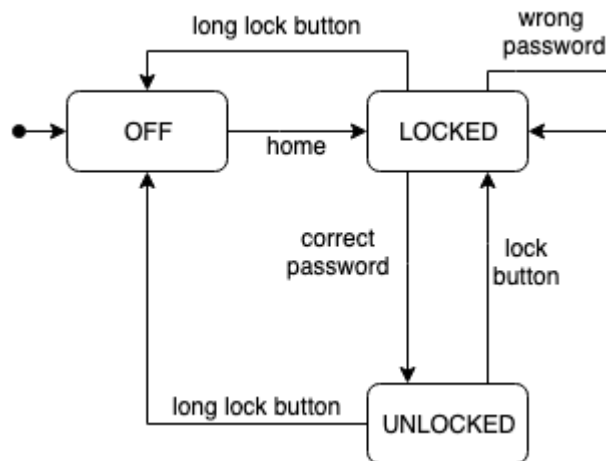 long lock button
wrong
password
OFF
home
LOCKED
correct
password
lock
button
long lock button
UNLOCKED